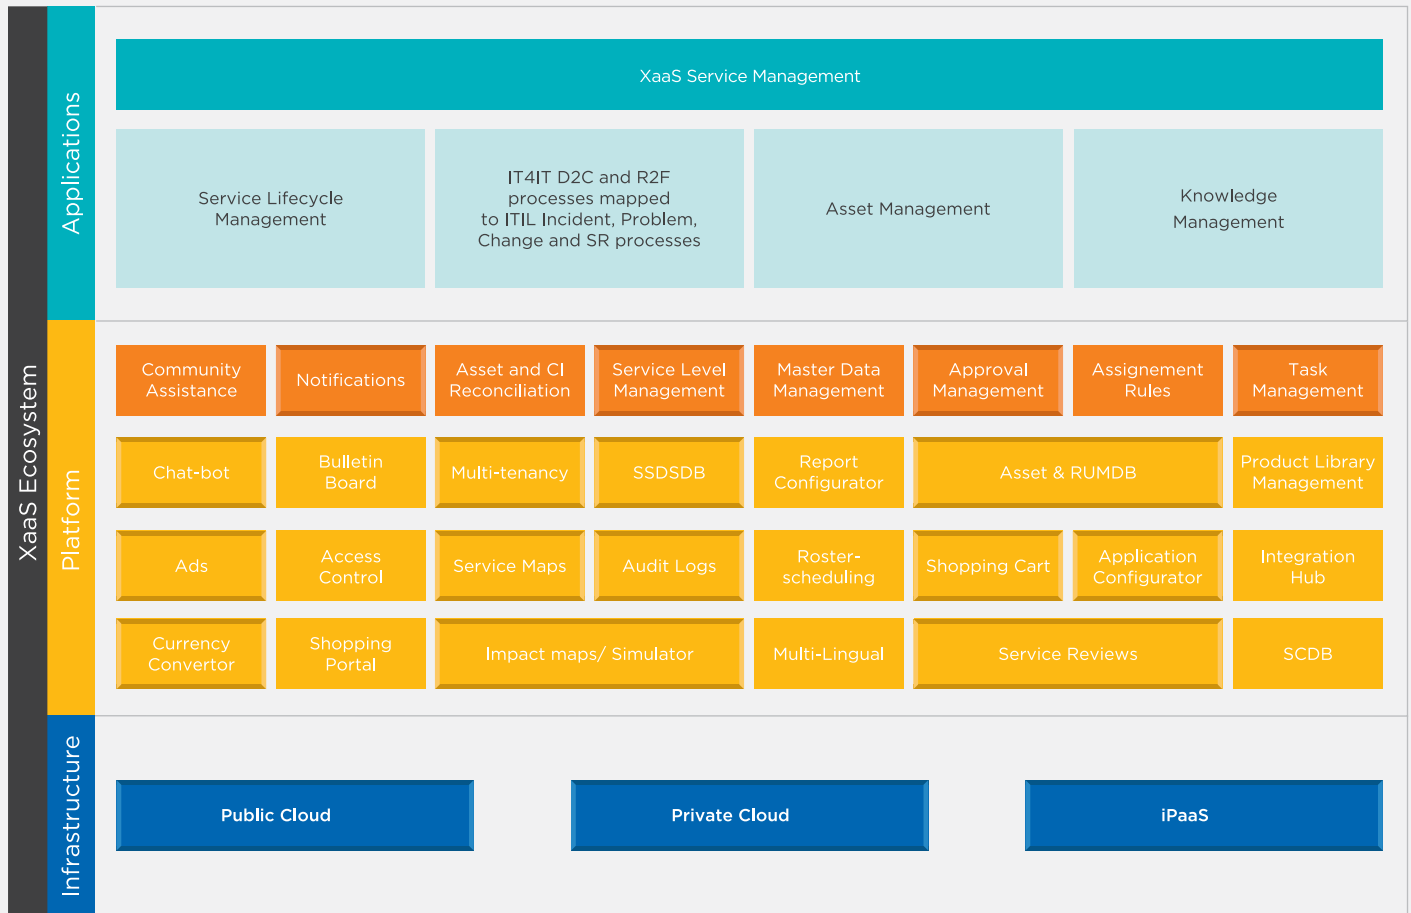 XaaS Ecosystem
Applications
XaaS Service Management
Service Lifecycle
Management
IT4IT D2C and R2F
processes mapped
to ITIL Incident, Problem,
Change and SR processes
Asset Management
Knowledge
Management
Platform
Community
Assistance
Notifications
Asset and CI
Reconciliation
Service Level
Management
Master Data
Management
Approval
Management
Assignement
Rules
Task
Management
Chat-bot
Bulletin
Board
Multi-tenancy
SSDSDB
Report
Configurator
Asset & RUMDB
Product Library
Management
Ads
Access
Control
Service Maps
Audit Logs
Roster-
scheduling
Shopping Cart
Application
Configurator
Integration
Hub
Currency
Convertor
Shopping
Portal
Impact maps/ Simulator
Multi-Lingual
Service Reviews
SCDB
Infrastructure
Public Cloud
Private Cloud
iPaaS